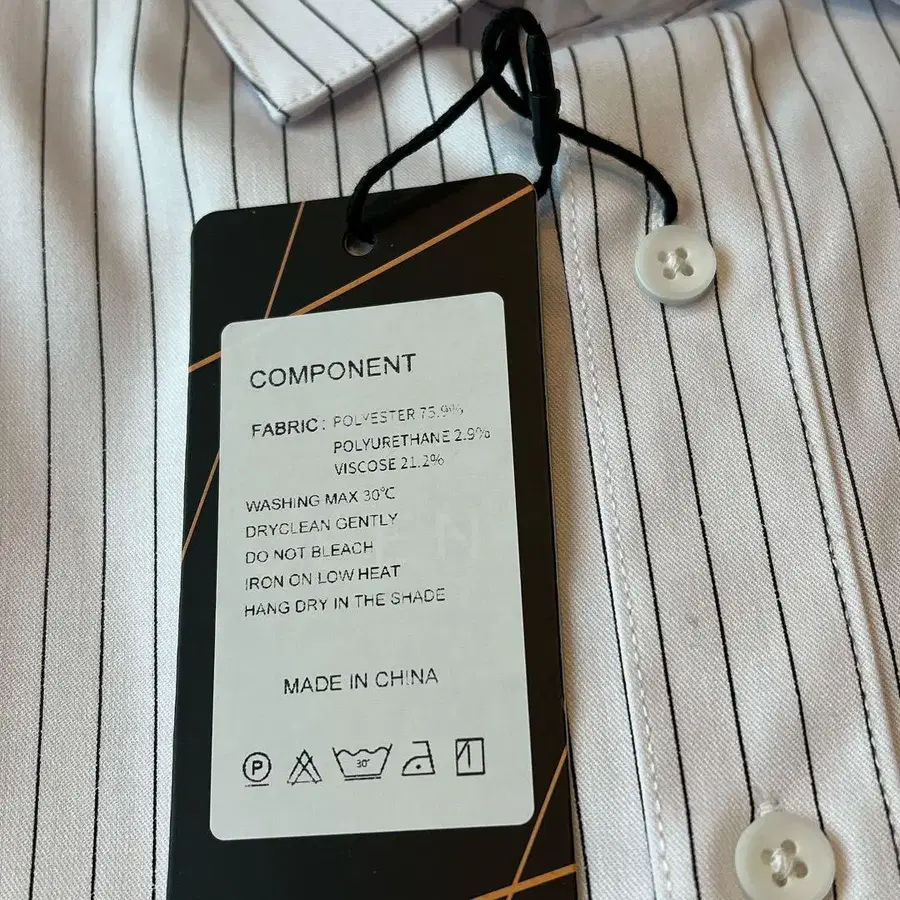 COMPONENT
FABRIC: POLYESTER 75.9%
POLYURETHANE 2.9%
VISCOSE 21.2%
WASHING MAX 30℃
DRYCLEAN GENTLY
DO NOT BLEACH
IRON ON LOW HEAT
HANG DRY IN THE SHADE
MADE IN CHINA
P
30°